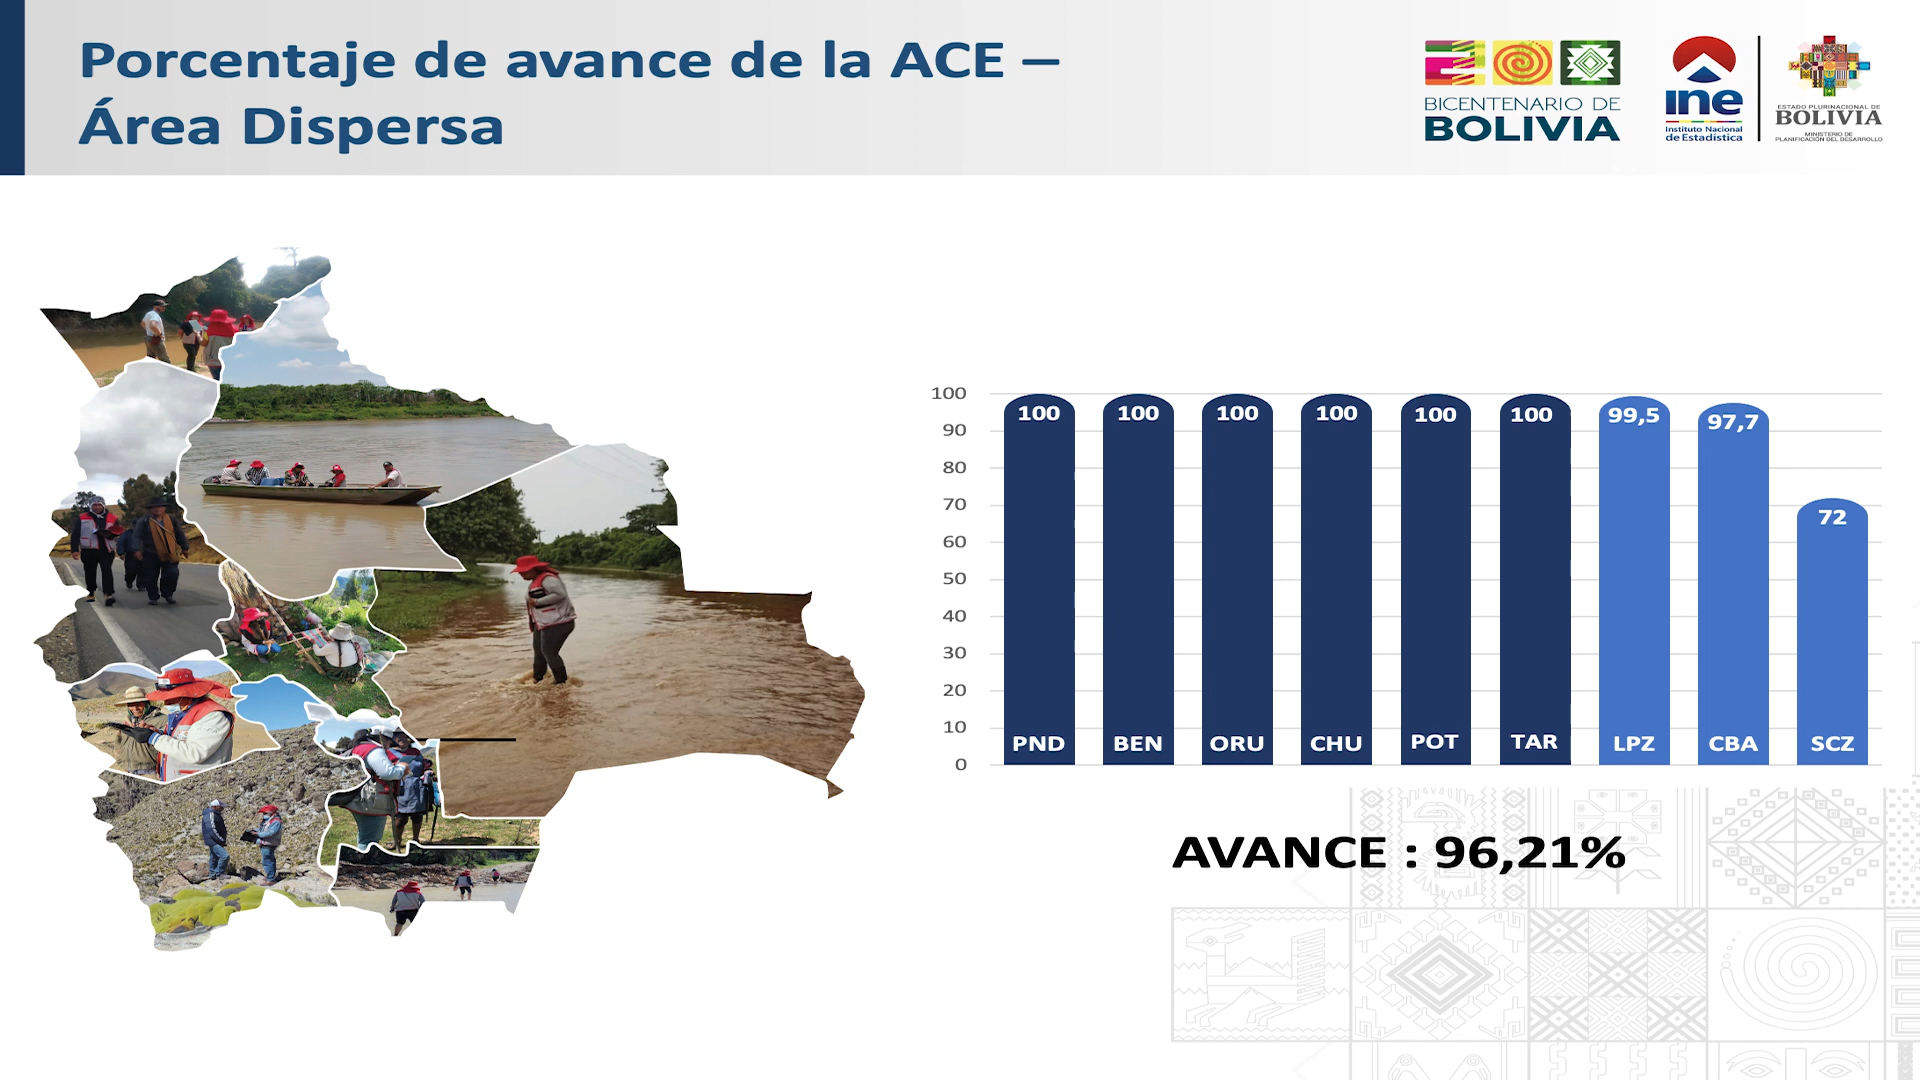 Porcentaje de avance de la ACE –
Área Dispersa
BICENTENARIO DE
BOLIVIA
ine
Instituto Nacional
de Estadística
ESTADO PLURINACIONAL DE
BOLIVIA
MINISTERIO DE
PLANIFICACIÓN DEL DESARROLLO
100
90
80
70
60
50
40
30
20
10
0
100 100 100 100 100 100 99,5 97,7 72
PND BEN ORU CHU POT TAR LPZ CBA SCZ
AVANCE : 96,21%